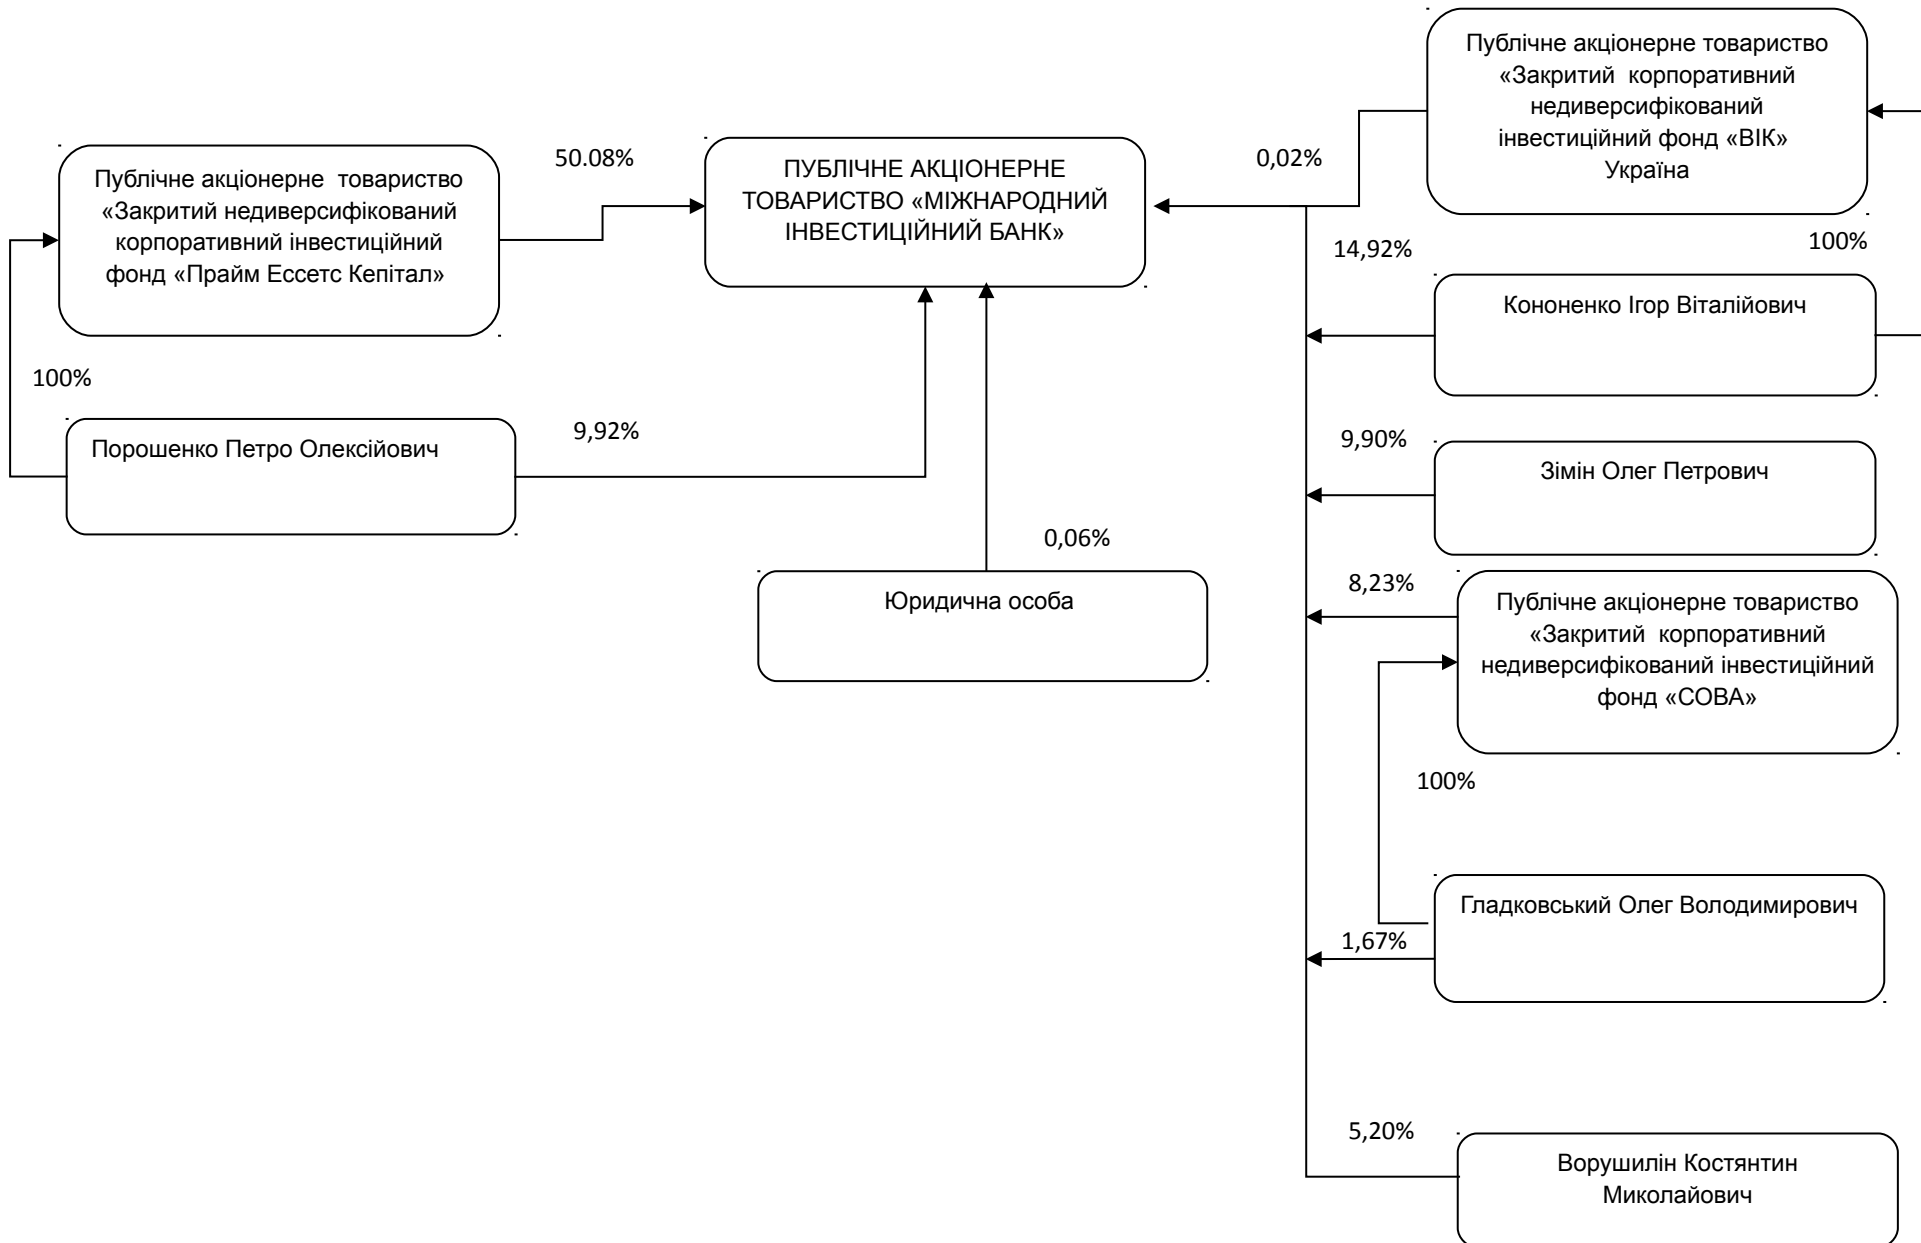 Публічне акціонерне товариство
«Закритий недиверсифікований
корпоративний інвестиційний
фонд «Прайм Ессетс Кепітал»
50.08%
100%
Порошенко Петро Олексійович
9,92%
ПУБЛІЧНЕ АКЦІОНЕРНЕ
ТОВАРИСТВО «МІЖНАРОДНИЙ
ІНВЕСТИЦІЙНИЙ БАНК»
0,06%
Юридична особа
0,02%
Публічне акціонерне товариство
«Закритий корпоративний
недиверсифікований
інвестиційний фонд «ВІК»
Україна
14,92%
100%
Кононенко Ігор Віталійович
9,90%
Зімін Олег Петрович
8,23%
Публічне акціонерне товариство
«Закритий корпоративний
недиверсифікований інвестиційний
фонд «СОВА»
100%
Гладковський Олег Володимирович
1,67%
5,20%
Ворушилін Костянтин
Миколайович